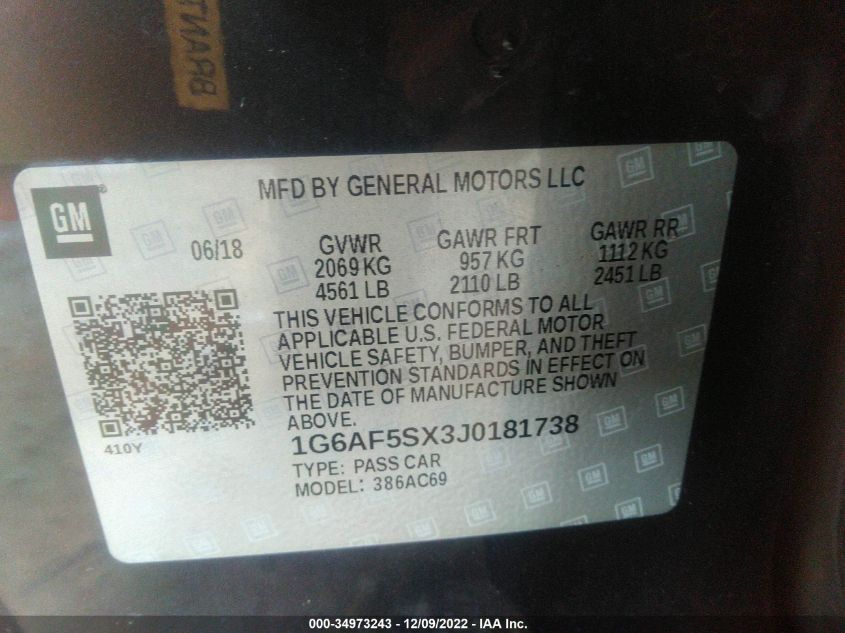 BRANT
MFD BY GENERAL MOTORS LLC
GM®
06/18
GVWR
2069 KG
4561 LB
GAWR FRT
957 KG
2110 LB
GAWR RR
1112 KG
2451 LB
THIS VEHICLE CONFORMS TO ALL
APPLICABLE U.S. FEDERAL MOTOR
VEHICLE SAFETY, BUMPER, AND THEFT
PREVENTION STANDARDS IN EFFECT ON
THE DATE OF MANUFACTURE SHOWN
ABOVE.
410Y
1G6AF5SX3J0181738
TYPE: PASS CAR
MODEL: 386AC69
000-34973243 - 12/09/2022 - IAA Inc.